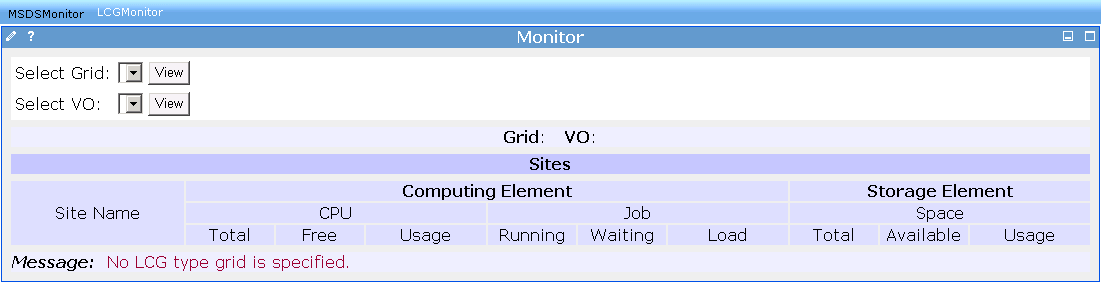 MSDSMonitor LCGMonitor
? Monitor
Select Grid: View
Select VO: View
Grid: VO:
Sites
Site Name Computing Element Storage Element
CPU Job Space
Total Free Usage Running Waiting Load Total Available Usage
Message: No LCG type grid is specified.